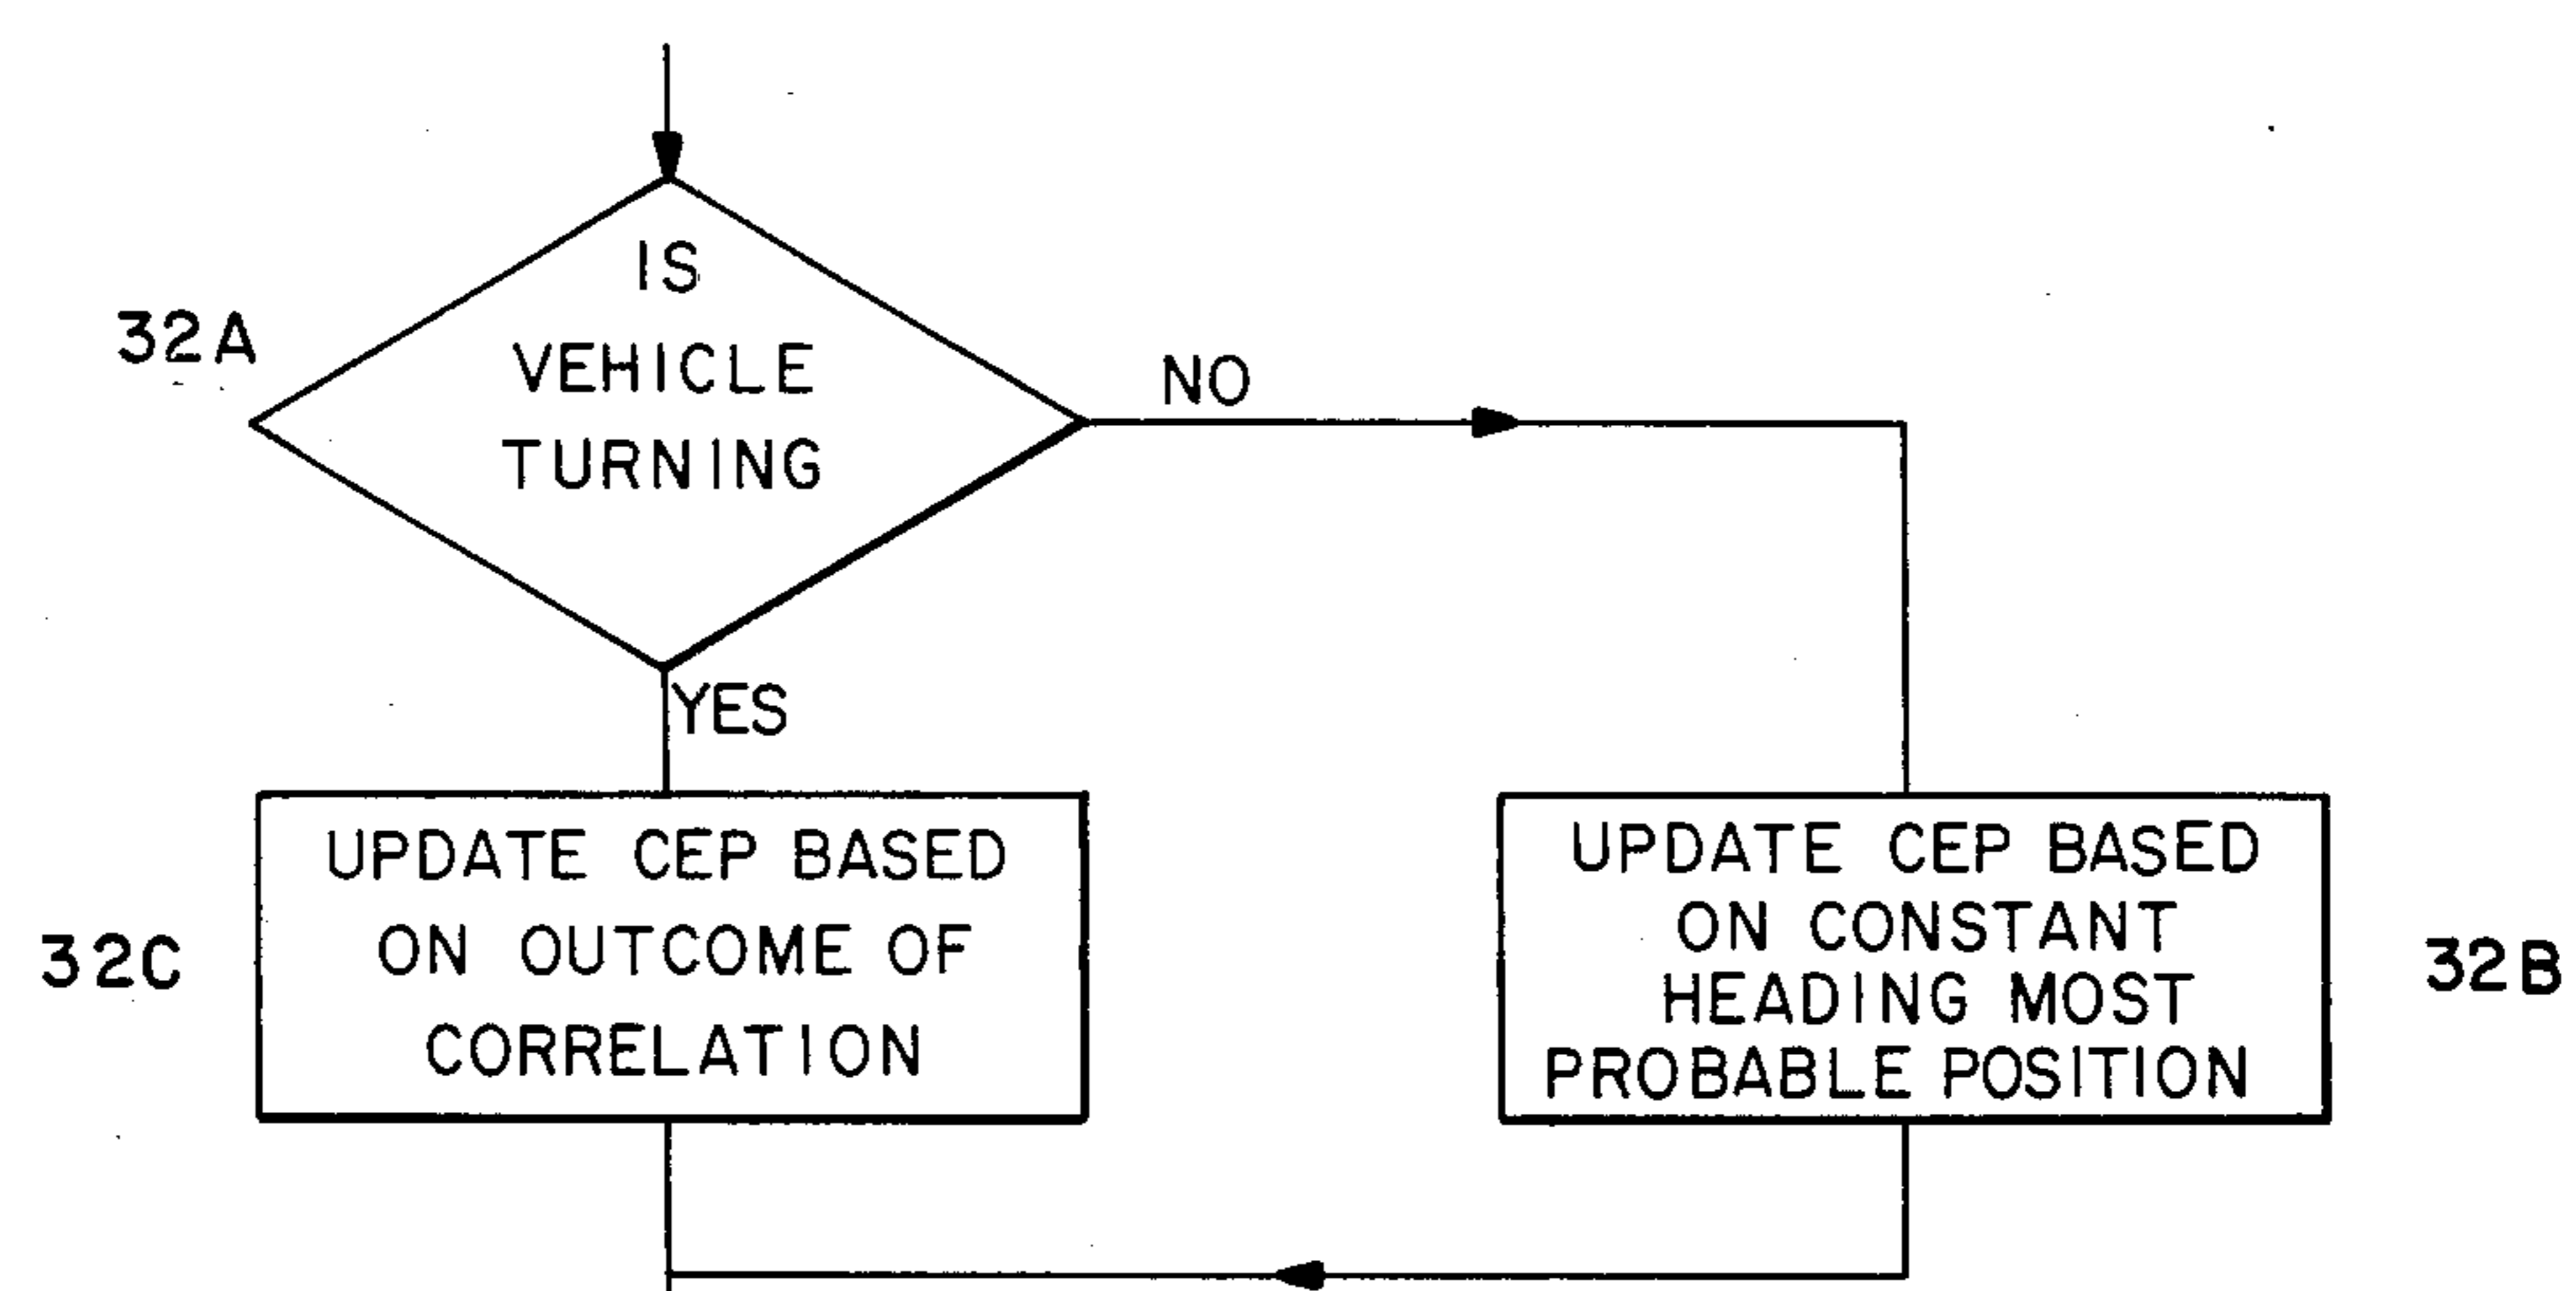 IS
VEHICLE
TURNING
32A
NO
YES
UPDATE CEP BASED
ON OUTCOME OF
CORRELATION
32C
UPDATE CEP BASED
ON CONSTANT
HEADING MOST
PROBABLE POSITION
32B